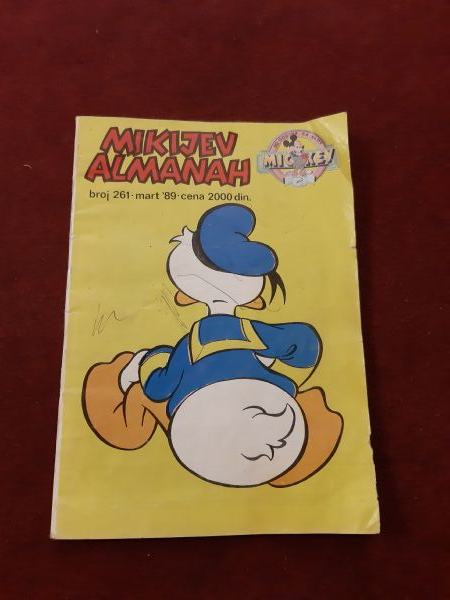 MIKIJEV
ALMANAH
broj 261 · mart '89 · cena 2000 din.
MICKEY